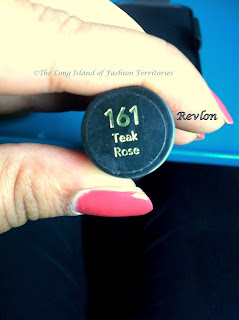 ©The Long Island of Fashion Territories
161
Teak
Rose
Revlon